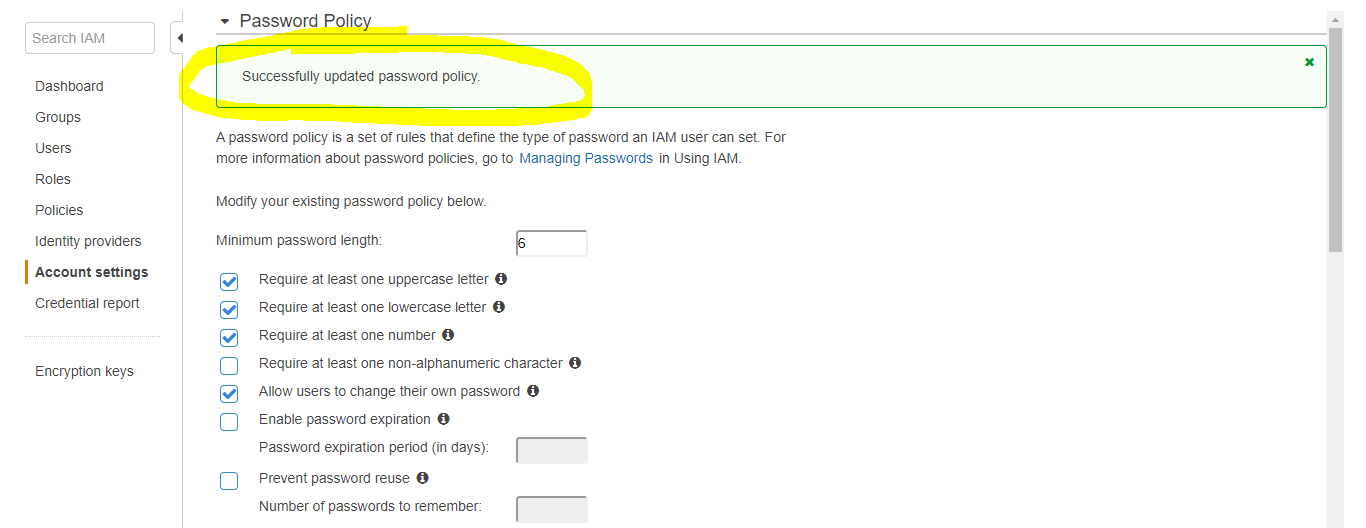 Search IAM
Dashboard
Groups
Users
Roles
Policies
Identity providers
Account settings
Credential report
Encryption keys
Password Policy
Successfully updated password policy.
A password policy is a set of rules that define the type of password an IAM user can set. For
more information about password policies, go to Managing Passwords in Using IAM.
Modify your existing password policy below.
Minimum password length: 6
Require at least one uppercase letter
Require at least one lowercase letter
Require at least one number
Require at least one non-alphanumeric character
Allow users to change their own password
Enable password expiration
Password expiration period (in days):
Prevent password reuse
Number of passwords to remember: